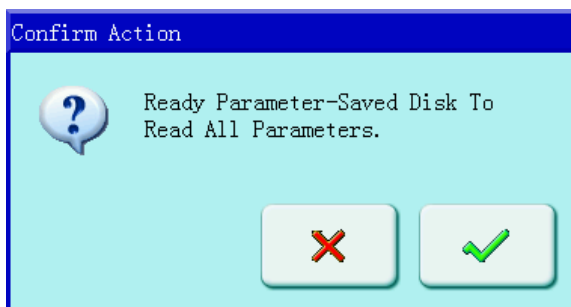 Confirm Action
Ready Parameter-Saved Disk To
Read All Parameters.